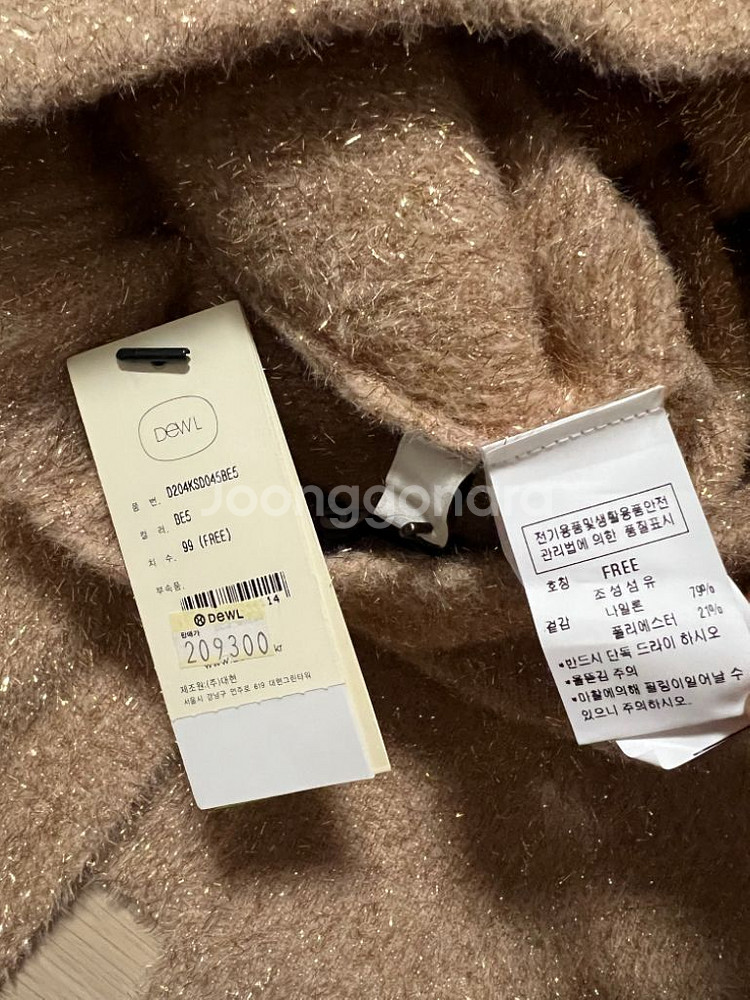 DEWL
품 번. D204KSD045BE5
컬 러. BE5
치 수. 99 (FREE)
부속품.
14
DEWL
판매가
209300
제조원:(주)대현
서울시 강남구 언주로 619 대현그린타워
Joonggonara
전기용품및생활용품안전
관리법에 의한 품질표시
호칭 FREE
조성섬유
겉감 나일론 79%
폴리에스터 21%
*반드시 단독 드라이 하시오
*올뜯김 주의
*마찰에의해 필링이일어날 수
있으니 주의하시오.